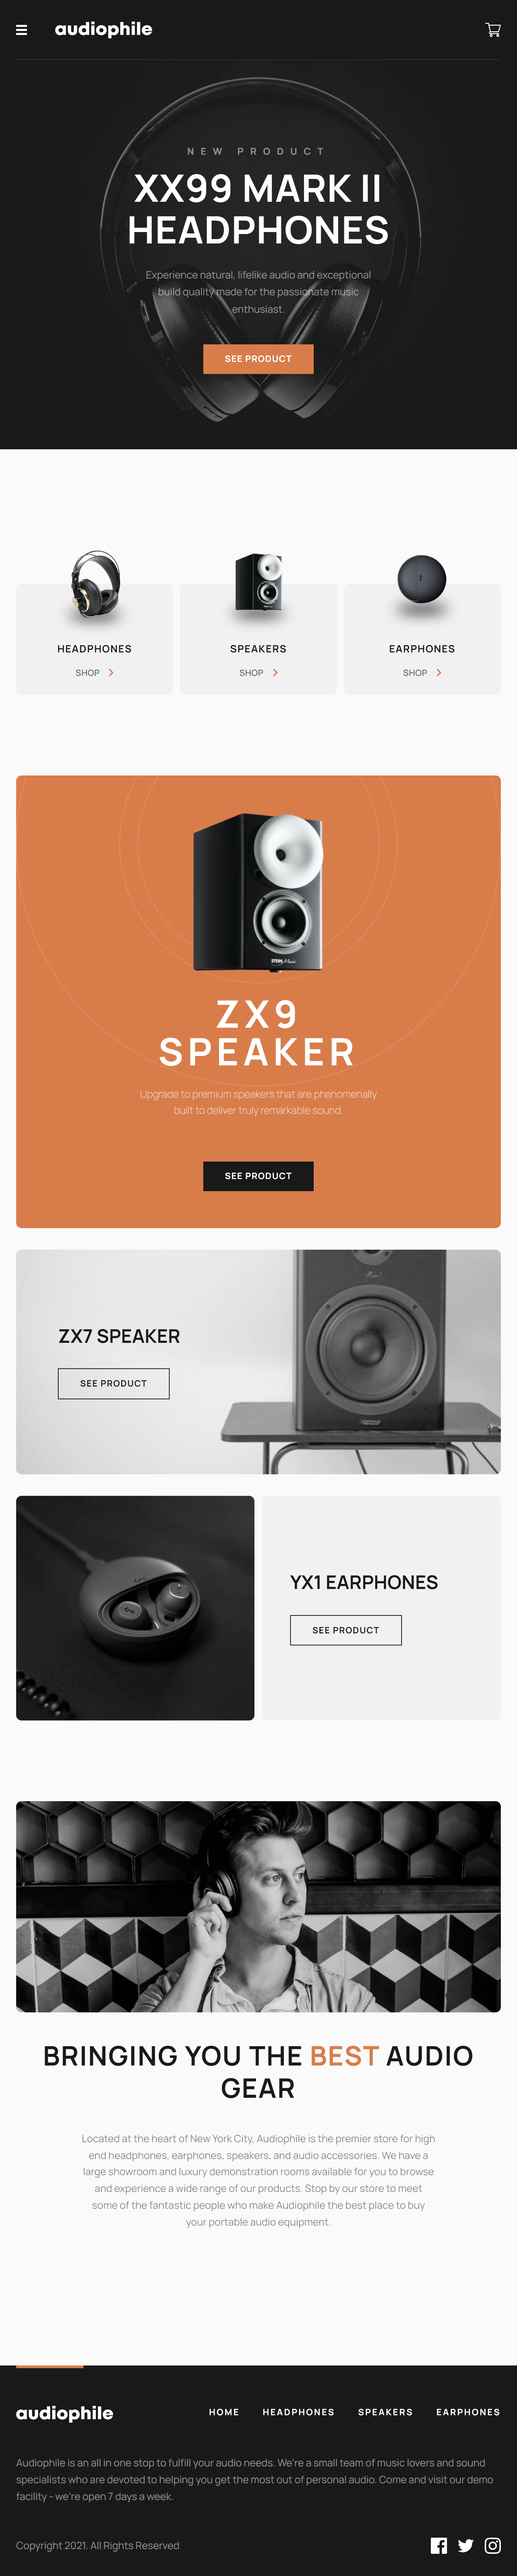 audiophile
NEW PRODUCT
XX99 MARK II
HEADPHONES
Experience natural, lifelike audio and exceptional
build quality made for the passionate music
enthusiast.
SEE PRODUCT
HEADPHONES
SHOP
SPEAKERS
SHOP
EARPHONES
SHOP
ZX9
SPEAKER
Upgrade to premium speakers that are phenomenally
built to deliver truly remarkable sound.
SEE PRODUCT
ZX7 SPEAKER
SEE PRODUCT
YX1 EARPHONES
SEE PRODUCT
BRINGING YOU THE BEST AUDIO
GEAR
Located at the heart of New York City, Audiophile is the premier store for high
end headphones, earphones, speakers, and audio accessories. We have a
large showroom and luxury demonstration rooms available for you to browse
and experience a wide range of our products. Stop by our store to meet
some of the fantastic people who make Audiophile the best place to buy
your portable audio equipment.
audiophile
HOME HEADPHONES SPEAKERS EARPHONES
Audiophile is an all in one stop to fulfill your audio needs. We're a small team of music lovers and sound
specialists who are devoted to helping you get the most out of personal audio. Come and visit our demo
facility - we're open 7 days a week.
Copyright 2021. All Rights Reserved